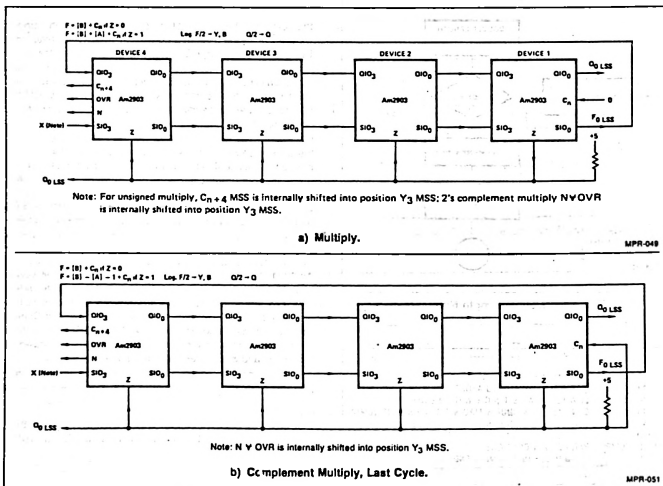 F = [B] + Cn if Z = 0
F = [B] + [A] + Cn if Z = 1 Log. F/2 → Y, B Q/2 → Q
DEVICE 4 DEVICE 3 DEVICE 2 DEVICE 1
QIO3 QIO0 QIO3 QIO0 QIO3 QIO0 QIO3 QIO0 Q0 LSS
Cn+4 Cn 0
OVR Am2903 Am2903 Am2903 Am2903
N F0 LSS
X (Note) SIO3 SIO0 SIO3 SIO0 SIO3 SIO0 SIO3 SIO0 +5
Z Z Z Z
Q0 LSS
Note: For unsigned multiply, Cn + 4 MSS is internally shifted into position Y3 MSS; 2's complement multiply N∀OVR
is internally shifted into position Y3 MSS.
a) Multiply.
MPR-049
F = [B] + Cn if Z = 0
F = [B] − [A] − 1 + Cn if Z = 1 Log. F/2 → Y, B Q/2 → Q
QIO3 QIO0 QIO3 QIO0 QIO3 QIO0 QIO3 QIO0 Q0 LSS
Cn+4 Cn
OVR Am2903 Am2903 Am2903 Am2903
N F0 LSS
X (Note) SIO3 SIO0 SIO3 SIO0 SIO3 SIO0 SIO3 SIO0 +5
Z Z Z Z
Q0 LSS
Note: N ∀ OVR is internally shifted into position Y3 MSS.
b) Complement Multiply, Last Cycle.
MPR-051